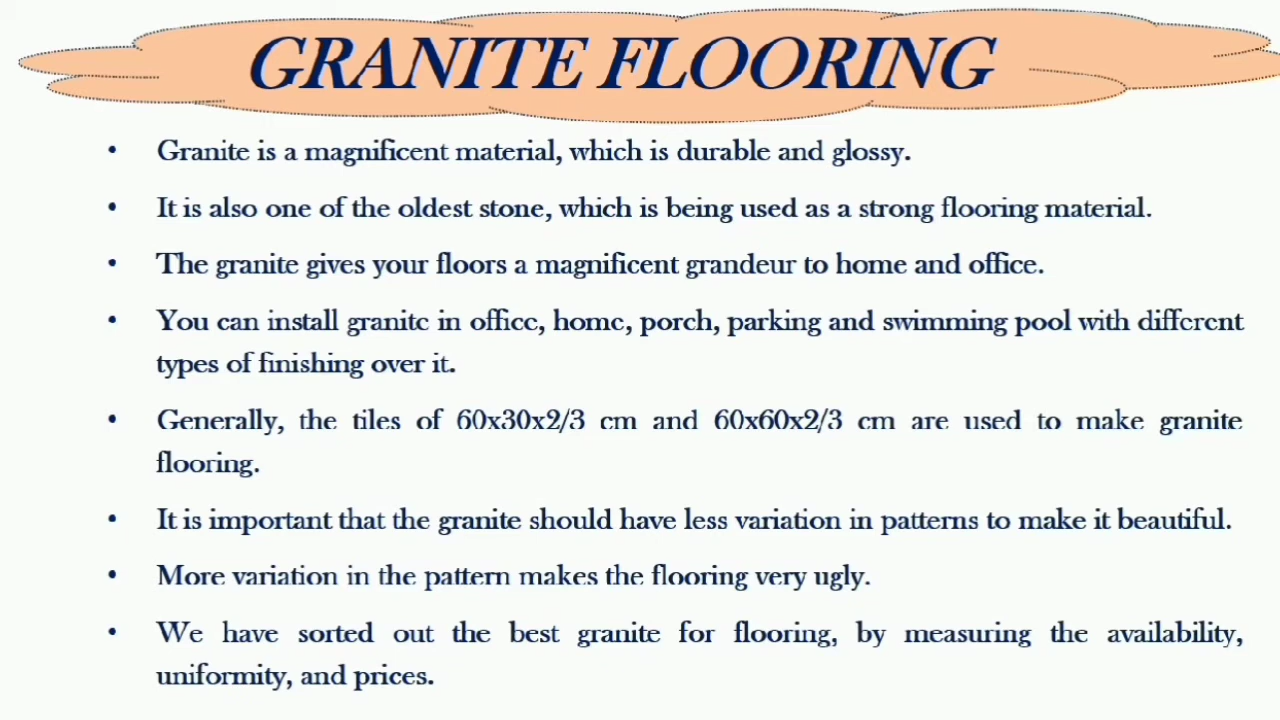 GRANITE FLOORING
• Granite is a magnificent material, which is durable and glossy.
• It is also one of the oldest stone, which is being used as a strong flooring material.
• The granite gives your floors a magnificent grandeur to home and office.
• You can install granite in office, home, porch, parking and swimming pool with different
types of finishing over it.
• Generally, the tiles of 60x30x2/3 cm and 60x60x2/3 cm are used to make granite
flooring.
• It is important that the granite should have less variation in patterns to make it beautiful.
• More variation in the pattern makes the flooring very ugly.
• We have sorted out the best granite for flooring, by measuring the availability,
uniformity, and prices.